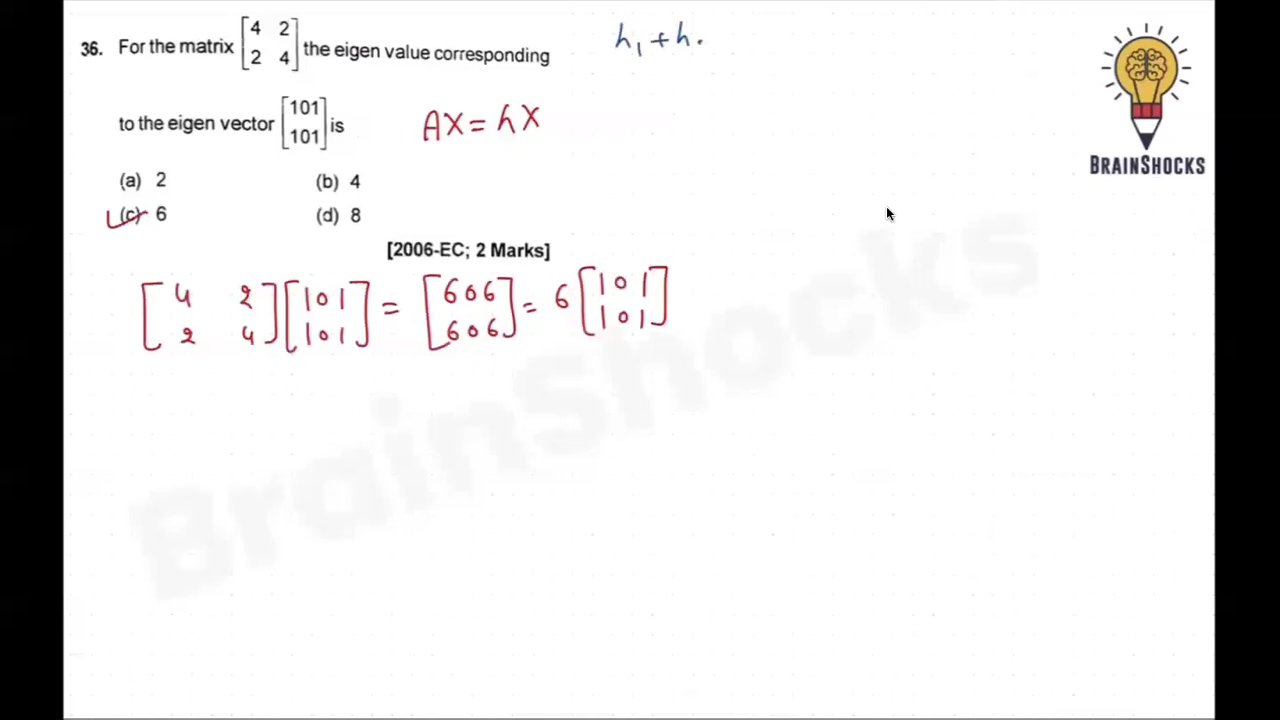 36. For the matrix [4 2 the eigen value corresponding
2 4]
to the eigen vector [101 is
101]
AX = λX
λ₁ + λ
(a) 2 (b) 4
(c) 6 (d) 8
[2006-EC; 2 Marks]
[4 2 [101 = [606 = 6 [101
2 4] 101] 606] 101]
BRAINSHOCKS
BrainShocks